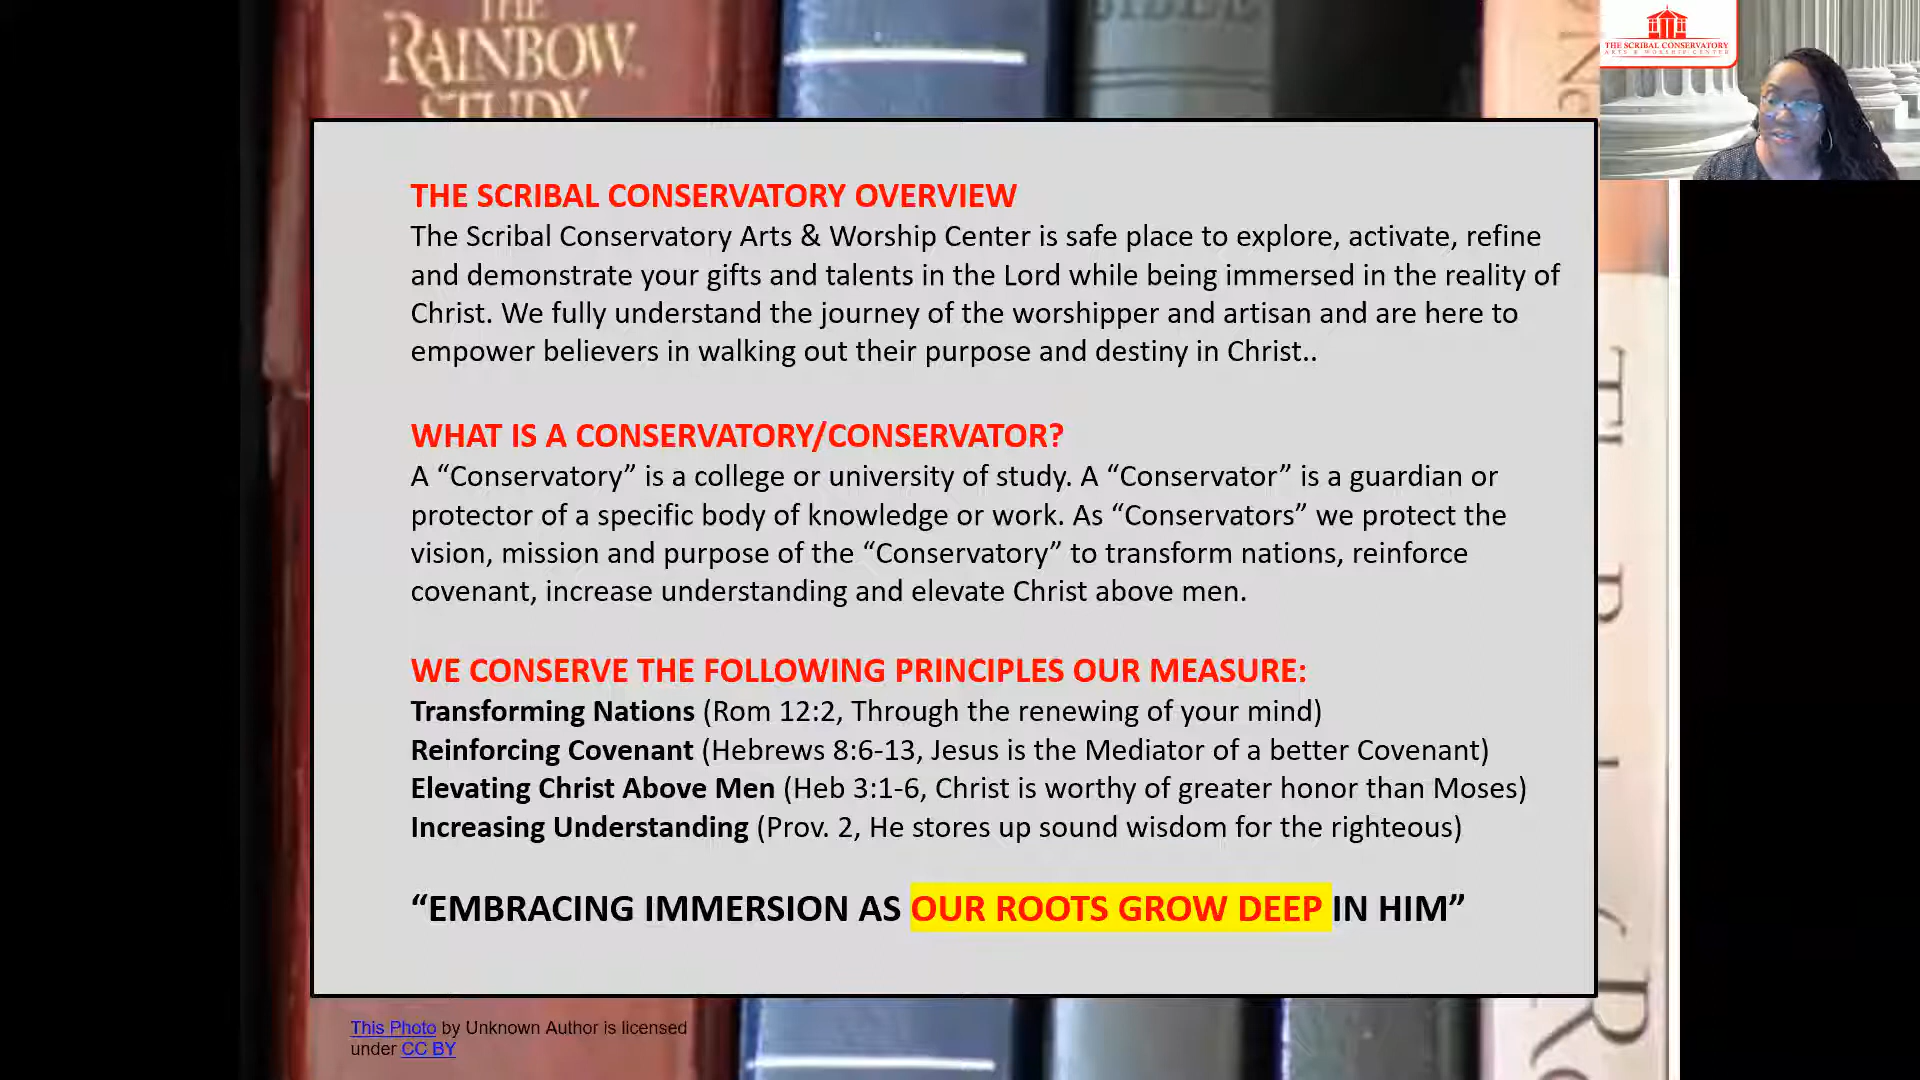 THE
RAINBOW
STUDY
BIBLE
THE SCRIBAL CONSERVATORY
ARTS & WORSHIP CENTER
THE SCRIBAL CONSERVATORY OVERVIEW
The Scribal Conservatory Arts & Worship Center is safe place to explore, activate, refine
and demonstrate your gifts and talents in the Lord while being immersed in the reality of
Christ. We fully understand the journey of the worshipper and artisan and are here to
empower believers in walking out their purpose and destiny in Christ..
WHAT IS A CONSERVATORY/CONSERVATOR?
A “Conservatory” is a college or university of study. A “Conservator” is a guardian or
protector of a specific body of knowledge or work. As “Conservators” we protect the
vision, mission and purpose of the “Conservatory” to transform nations, reinforce
covenant, increase understanding and elevate Christ above men.
WE CONSERVE THE FOLLOWING PRINCIPLES OUR MEASURE:
Transforming Nations (Rom 12:2, Through the renewing of your mind)
Reinforcing Covenant (Hebrews 8:6-13, Jesus is the Mediator of a better Covenant)
Elevating Christ Above Men (Heb 3:1-6, Christ is worthy of greater honor than Moses)
Increasing Understanding (Prov. 2, He stores up sound wisdom for the righteous)
“EMBRACING IMMERSION AS OUR ROOTS GROW DEEP IN HIM”
This Photo by Unknown Author is licensed
under CC BY